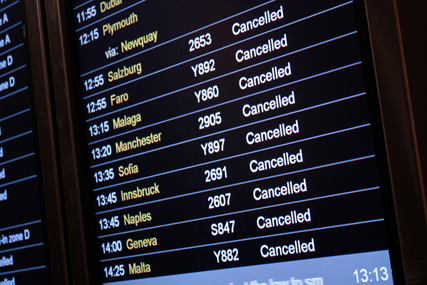 11:55 Dubai
12:15 Plymouth
via: Newquay
12:55 Salzburg 2653 Cancelled
12:55 Faro Y892 Cancelled
13:15 Malaga Y860 Cancelled
13:20 Manchester 2905 Cancelled
13:35 Sofia Y897 Cancelled
13:45 Innsbruck 2691 Cancelled
13:45 Naples 2607 Cancelled
14:00 Geneva S847 Cancelled
14:25 Malta Y882 Cancelled
13:13